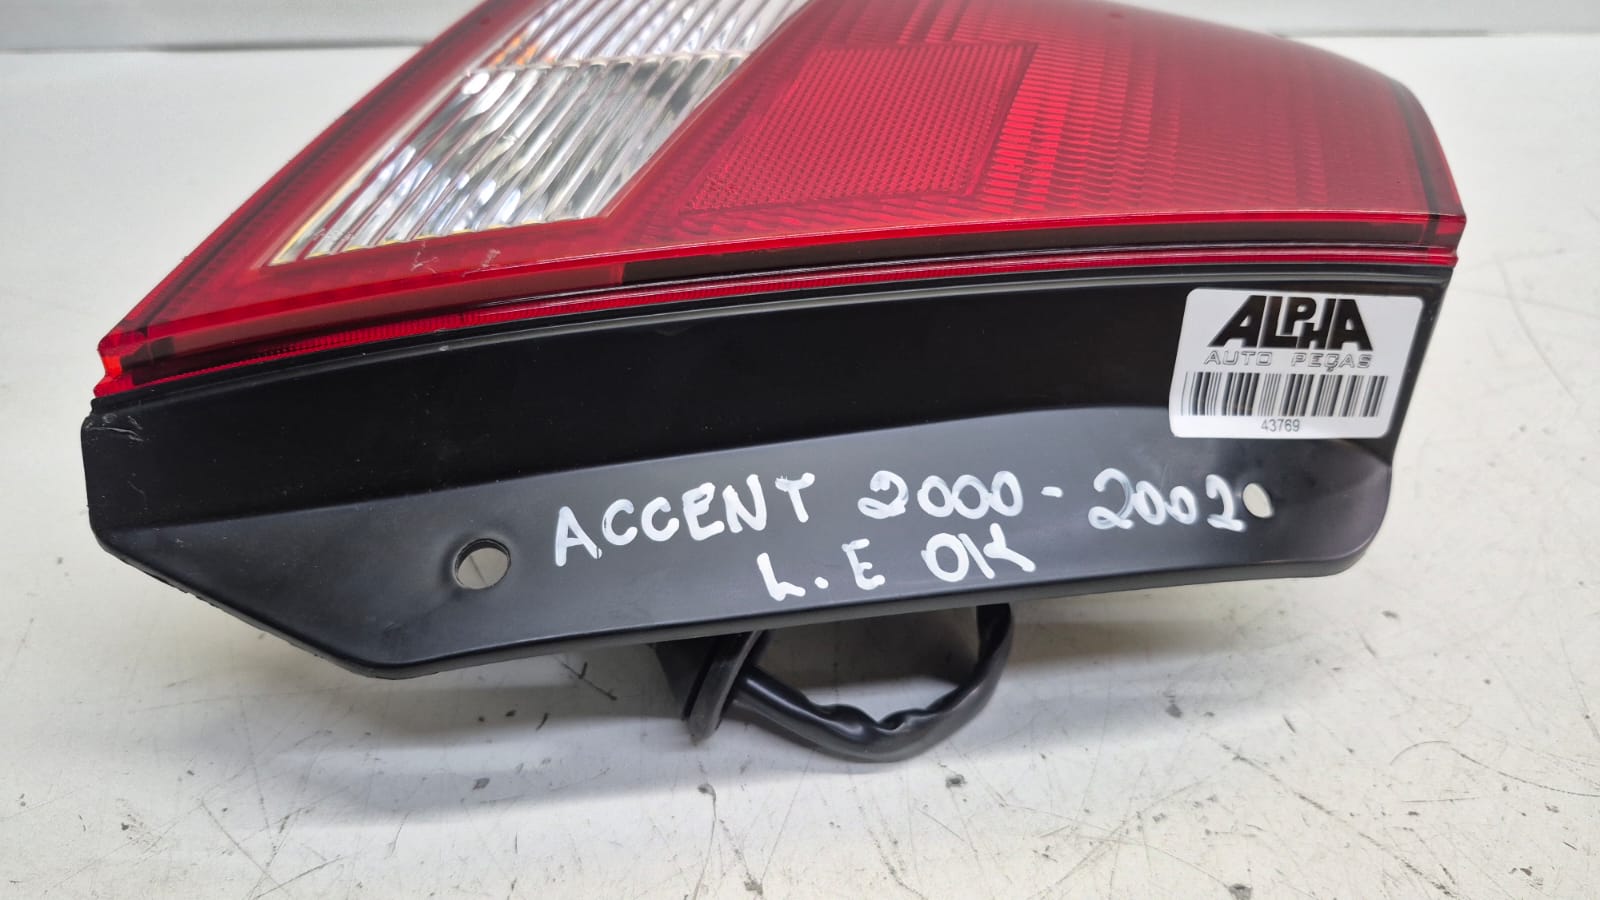 ALPHA
AUTO PEÇAS
43769
ACCENT 2000-2002
L.E OK